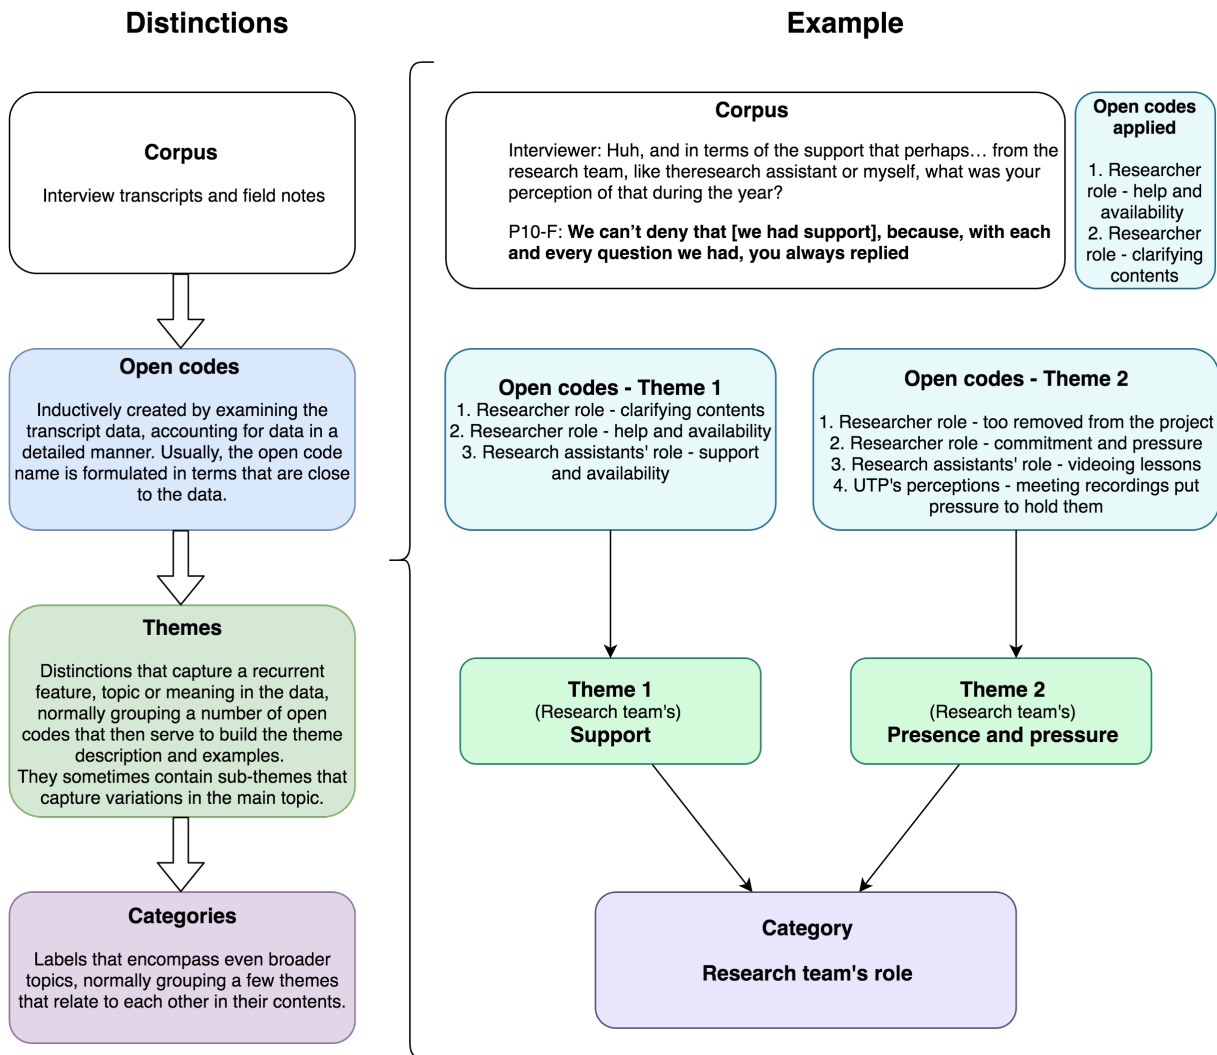 Distinctions
Corpus
Interview transcripts and field notes
Open codes
Inductively created by examining the
transcript data, accounting for data in a
detailed manner. Usually, the open code
name is formulated in terms that are close
to the data.
Themes
Distinctions that capture a recurrent
feature, topic or meaning in the data,
normally grouping a number of open
codes that then serve to build the theme
description and examples.
They sometimes contain sub-themes that
capture variations in the main topic.
Categories
Labels that encompass even broader
topics, normally grouping a few themes
that relate to each other in their contents.
Example
Corpus
Interviewer: Huh, and in terms of the support that perhaps… from the
research team, like theresearch assistant or myself, what was your
perception of that during the year?
P10-F: We can't deny that [we had support], because, with each
and every question we had, you always replied
Open codes
applied
1. Researcher
role - help and
availability
2. Researcher
role - clarifying
contents
Open codes - Theme 1
1. Researcher role - clarifying contents
2. Researcher role - help and availability
3. Research assistants' role - support
and availability
Open codes - Theme 2
1. Researcher role - too removed from the project
2. Researcher role - commitment and pressure
3. Research assistants' role - videoing lessons
4. UTP's perceptions - meeting recordings put
pressure to hold them
Theme 1
(Research team's)
Support
Theme 2
(Research team's)
Presence and pressure
Category
Research team's role